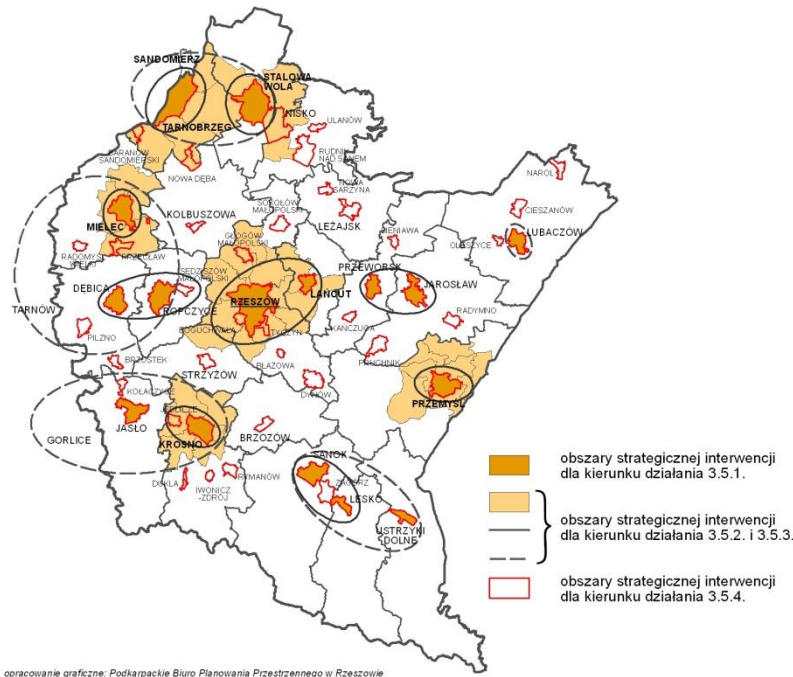 SANDOMIERZ
STALOWA
WOLA
TARNOBRZEG
NISKO
ULANÓW
BARANÓW
SANDOMIERSKI
NOWA DĘBA
RUDNIK
NAD SANEM
NAROL
NOWA
SARZYNA
CIESZANÓW
SOKOŁÓW
MAŁOPOLSKI
LEŻAJSK
KOLBUSZOWA
MIELEC
SIENIAWA
OLESZYCE
LUBACZÓW
GŁOGÓW
MAŁOPOLSKI
RADOMYŚL
WIELKI
PRZECŁAW
SĘDZISZÓW
MAŁOPOLSKI
PRZEWORSK
DĘBICA
RZESZÓW
ŁAŃCUT
JAROSŁAW
TARNÓW
ROPCZYCE
RADYMNO
BOGUCHWAŁA
TYCZYN
KAŃCZUGA
PILZNO
PRUCHNIK
BRZOSTEK
STRZYŻÓW
BŁAŻOWA
DYNÓW
KOŁACZYCE
PRZEMYŚL
JEDLICZE
JASŁO
GORLICE
KROSNO
BRZOZÓW
SANOK
ZAGÓRZ
DUKLA
IWONICZ
-ZDRÓJ
RYMANÓW
LESKO
USTRZYKI
DOLNE
obszary strategicznej interwencji
dla kierunku działania 3.5.1.
obszary strategicznej interwencji
dla kierunku działania 3.5.2. i 3.5.3.
obszary strategicznej interwencji
dla kierunku działania 3.5.4.
opracowanie graficzne: Podkarpackie Biuro Planowania Przestrzennego w Rzeszowie